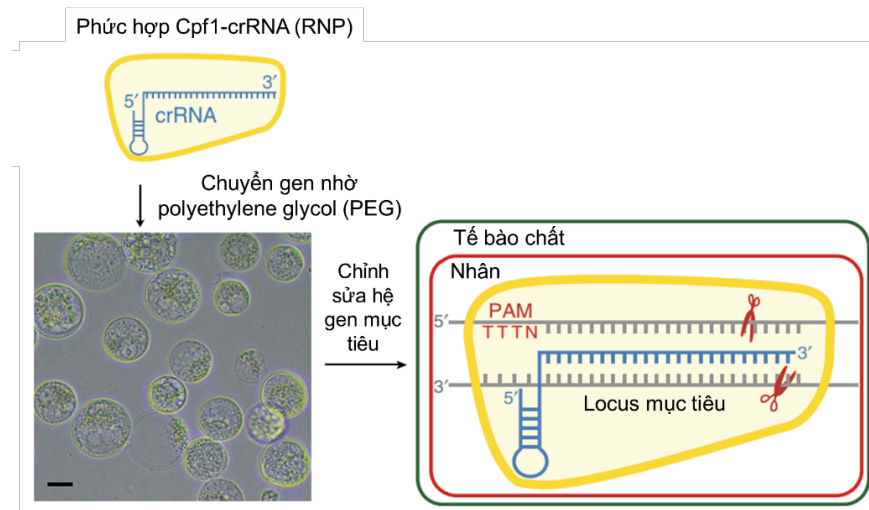 Phức hợp Cpf1-crRNA (RNP)
3′
5′
crRNA
Chuyển gen nhờ
polyethylene glycol (PEG)
Chỉnh
sửa hệ
gen mục
tiêu
Tế bào chất
Nhân
PAM
5′
TTTN
3′
3′
5′
Locus mục tiêu